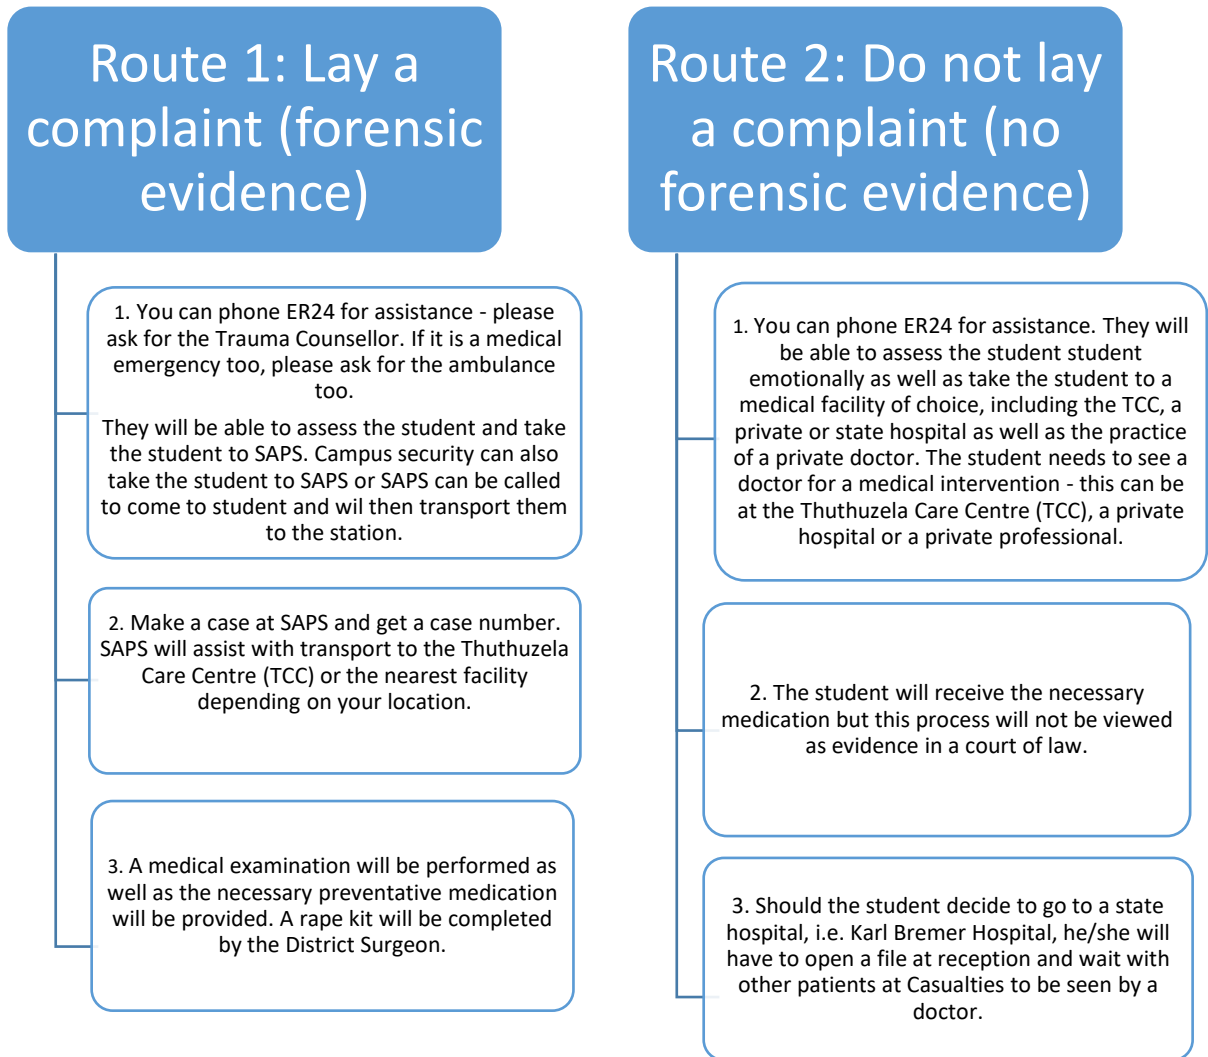 Route 1: Lay a
complaint (forensic
evidence)
1. You can phone ER24 for assistance - please
ask for the Trauma Counsellor. If it is a medical
emergency too, please ask for the ambulance
too.
They will be able to assess the student and take
the student to SAPS. Campus security can also
take the student to SAPS or SAPS can be called
to come to student and wil then transport them
to the station.
2. Make a case at SAPS and get a case number.
SAPS will assist with transport to the Thuthuzela
Care Centre (TCC) or the nearest facility
depending on your location.
3. A medical examination will be performed as
well as the necessary preventative medication
will be provided. A rape kit will be completed
by the District Surgeon.
Route 2: Do not lay
a complaint (no
forensic evidence)
1. You can phone ER24 for assistance. They will
be able to assess the student student
emotionally as well as take the student to a
medical facility of choice, including the TCC, a
private or state hospital as well as the practice
of a private doctor. The student needs to see a
doctor for a medical intervention - this can be
at the Thuthuzela Care Centre (TCC), a private
hospital or a private professional.
2. The student will receive the necessary
medication but this process will not be viewed
as evidence in a court of law.
3. Should the student decide to go to a state
hospital, i.e. Karl Bremer Hospital, he/she will
have to open a file at reception and wait with
other patients at Casualties to be seen by a
doctor.